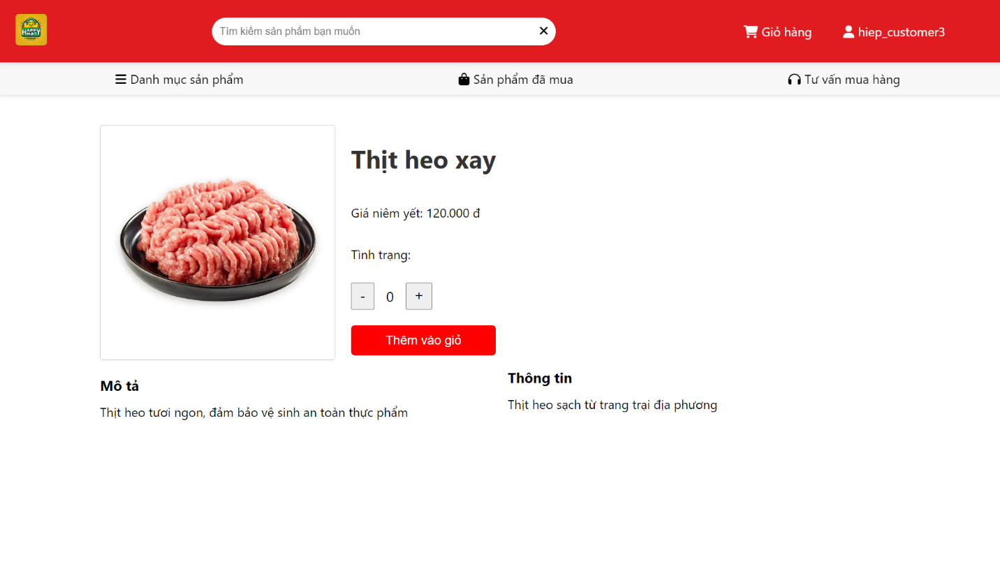 HAPPY
MAT
Tìm kiếm sản phẩm bạn muốn
Giỏ hàng
hiep_customer3
Danh mục sản phẩm
Sản phẩm đã mua
Tư vấn mua hàng
Thịt heo xay
Giá niêm yết: 120.000 đ
Tình trạng:
- 0 +
Thêm vào giỏ
Mô tả
Thịt heo tươi ngon, đảm bảo vệ sinh an toàn thực phẩm
Thông tin
Thịt heo sạch từ trang trại địa phương